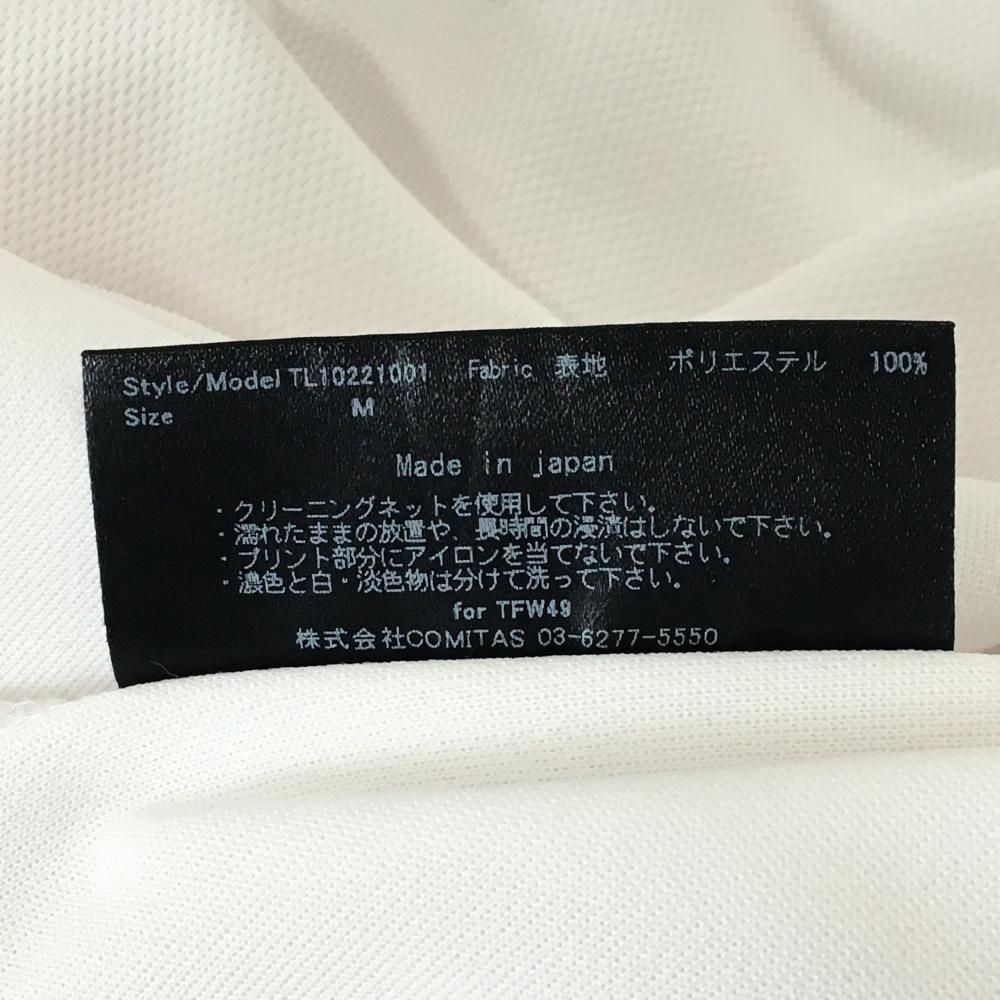 Style/Model TL10221001 Fabric 表地 ポリエステル 100%
Size M
Made in japan
・クリーニングネットを使用して下さい。
・濡れたままの放置や、長時間の浸漬はしないで下さい。
・プリント部分にアイロンを当てないで下さい。
・濃色と白・淡色物は分けて洗って下さい。
for TFW49
株式会社COMITAS 03-6277-5550